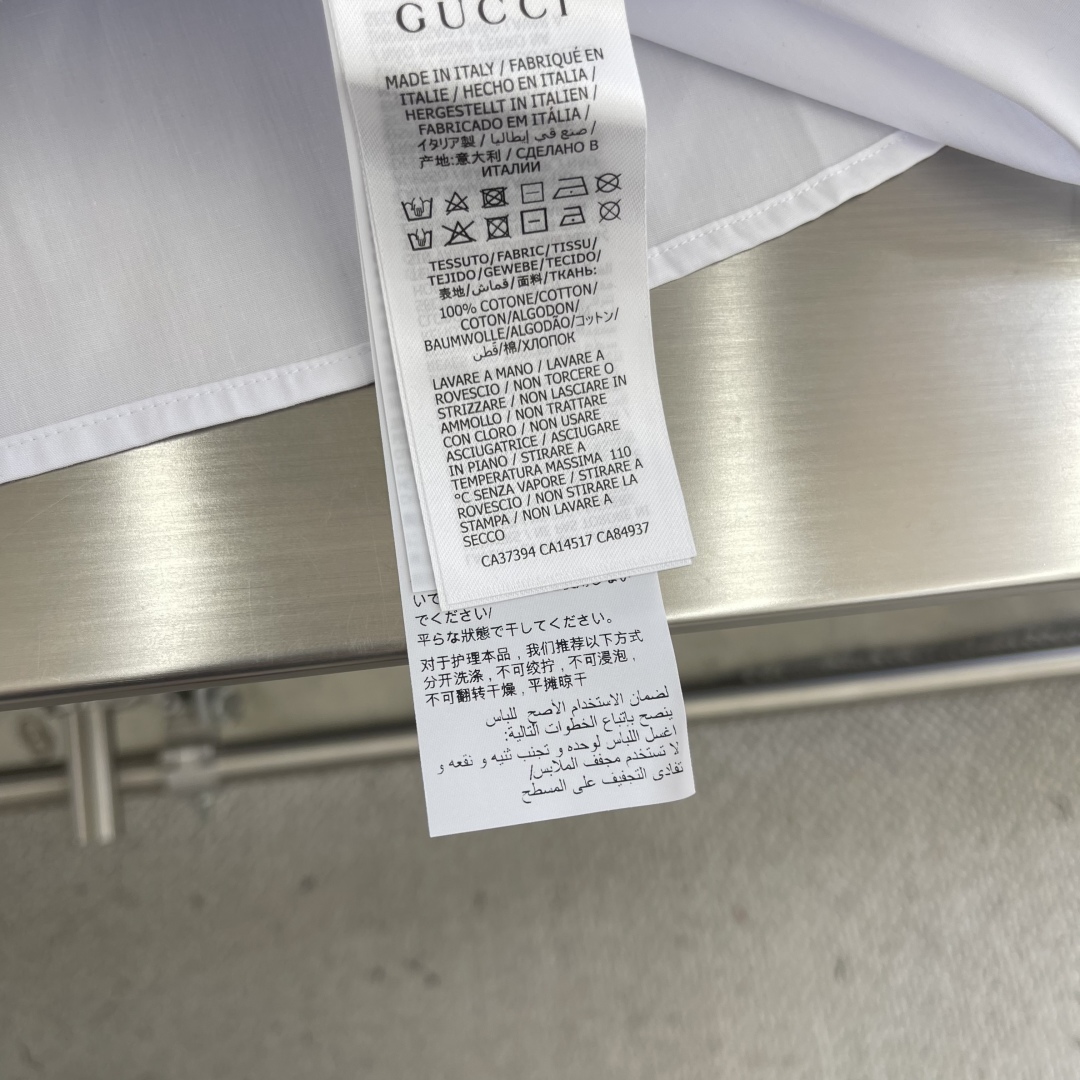 GUCCI
MADE IN ITALY / FABRIQUÉ EN
ITALIE / HECHO EN ITALIA /
HERGESTELLT IN ITALIEN /
FABRICADO EM ITÁLIA /
イタリア製 / صنع في إيطاليا /
产地:意大利 / СДЕЛАНО В
ИТАЛИИ
TESSUTO/FABRIC/TISSU/
TEJIDO/GEWEBE/TECIDO/
表地/قماش/面料/ТКАНЬ:
100% COTONE/COTTON/
COTON/ALGODON/
BAUMWOLLE/ALGODÃO/コットン/
قطن/棉/ХЛОПОК
LAVARE A MANO / LAVARE A
ROVESCIO / NON TORCERE O
STRIZZARE / NON LASCIARE IN
AMMOLLO / NON TRATTARE
CON CLORO / NON USARE
ASCIUGATRICE / ASCIUGARE
IN PIANO / STIRARE A
TEMPERATURA MASSIMA 110
°C SENZA VAPORE / STIRARE A
ROVESCIO / NON STIRARE LA
STAMPA / NON LAVARE A
SECCO
CA37394 CA14517 CA84937
でください/
平らな狀態で干してください。
对于护理本品，我们推荐以下方式
分开洗涤，不可绞拧，不可浸泡，
不可翻转干燥，平摊晾干
لضمان الاستخدام الأصح للباس
ينصح بإتباع الخطوات التالية:
اغسل اللباس لوحده و تجنب ثنيه و نقعه و
لا تستخدم مجفف الملابس/
تفادى التجفيف على المسطح